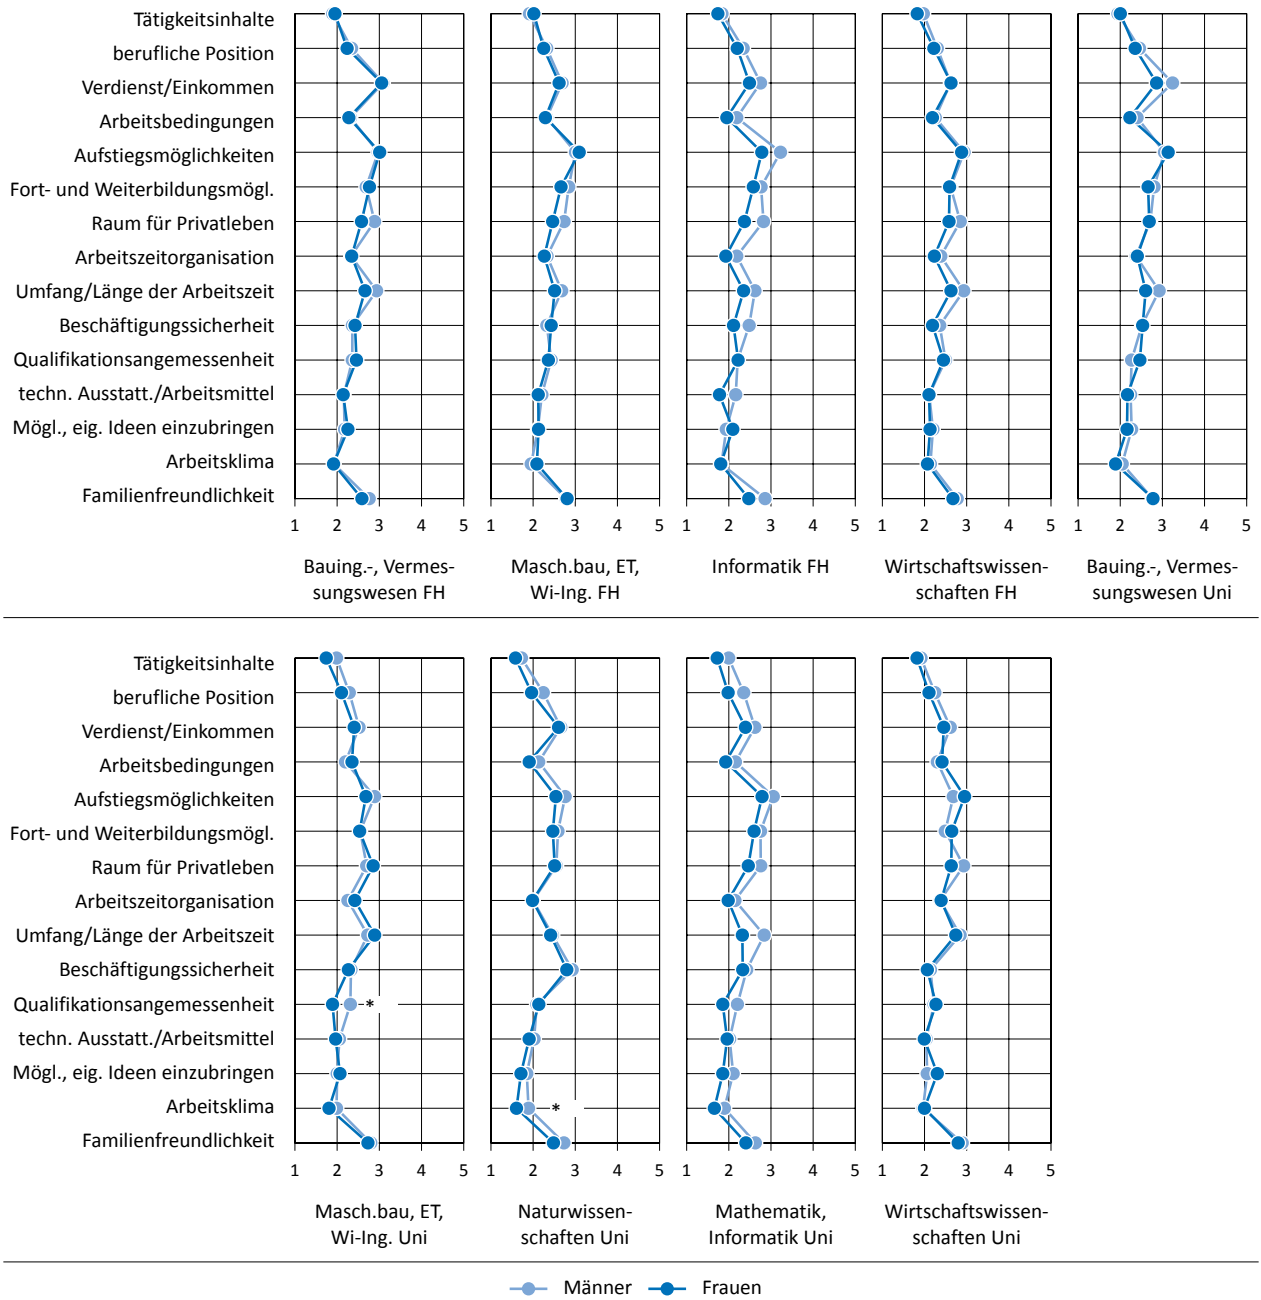 Tätigkeitsinhalte
berufliche Position
Verdienst/Einkommen
Arbeitsbedingungen
Aufstiegsmöglichkeiten
Fort- und Weiterbildungsmögl.
Raum für Privatleben
Arbeitszeitorganisation
Umfang/Länge der Arbeitszeit
Beschäftigungssicherheit
Qualifikationsangemessenheit
techn. Ausstatt./Arbeitsmittel
Mögl., eig. Ideen einzubringen
Arbeitsklima
Familienfreundlichkeit
1 2 3 4 5 1 2 3 4 5 1 2 3 4 5 1 2 3 4 5 1 2 3 4 5
Bauing.-, Vermes-
sungswesen FH
Masch.bau, ET,
Wi-Ing. FH
Informatik FH
Wirtschaftswissen-
schaften FH
Bauing.-, Vermes-
sungswesen Uni
Tätigkeitsinhalte
berufliche Position
Verdienst/Einkommen
Arbeitsbedingungen
Aufstiegsmöglichkeiten
Fort- und Weiterbildungsmögl.
Raum für Privatleben
Arbeitszeitorganisation
Umfang/Länge der Arbeitszeit
Beschäftigungssicherheit
Qualifikationsangemessenheit *
techn. Ausstatt./Arbeitsmittel
Mögl., eig. Ideen einzubringen
Arbeitsklima *
Familienfreundlichkeit
1 2 3 4 5 1 2 3 4 5 1 2 3 4 5 1 2 3 4 5
Masch.bau, ET,
Wi-Ing. Uni
Naturwissen-
schaften Uni
Mathematik,
Informatik Uni
Wirtschaftswissen-
schaften Uni
Männer Frauen